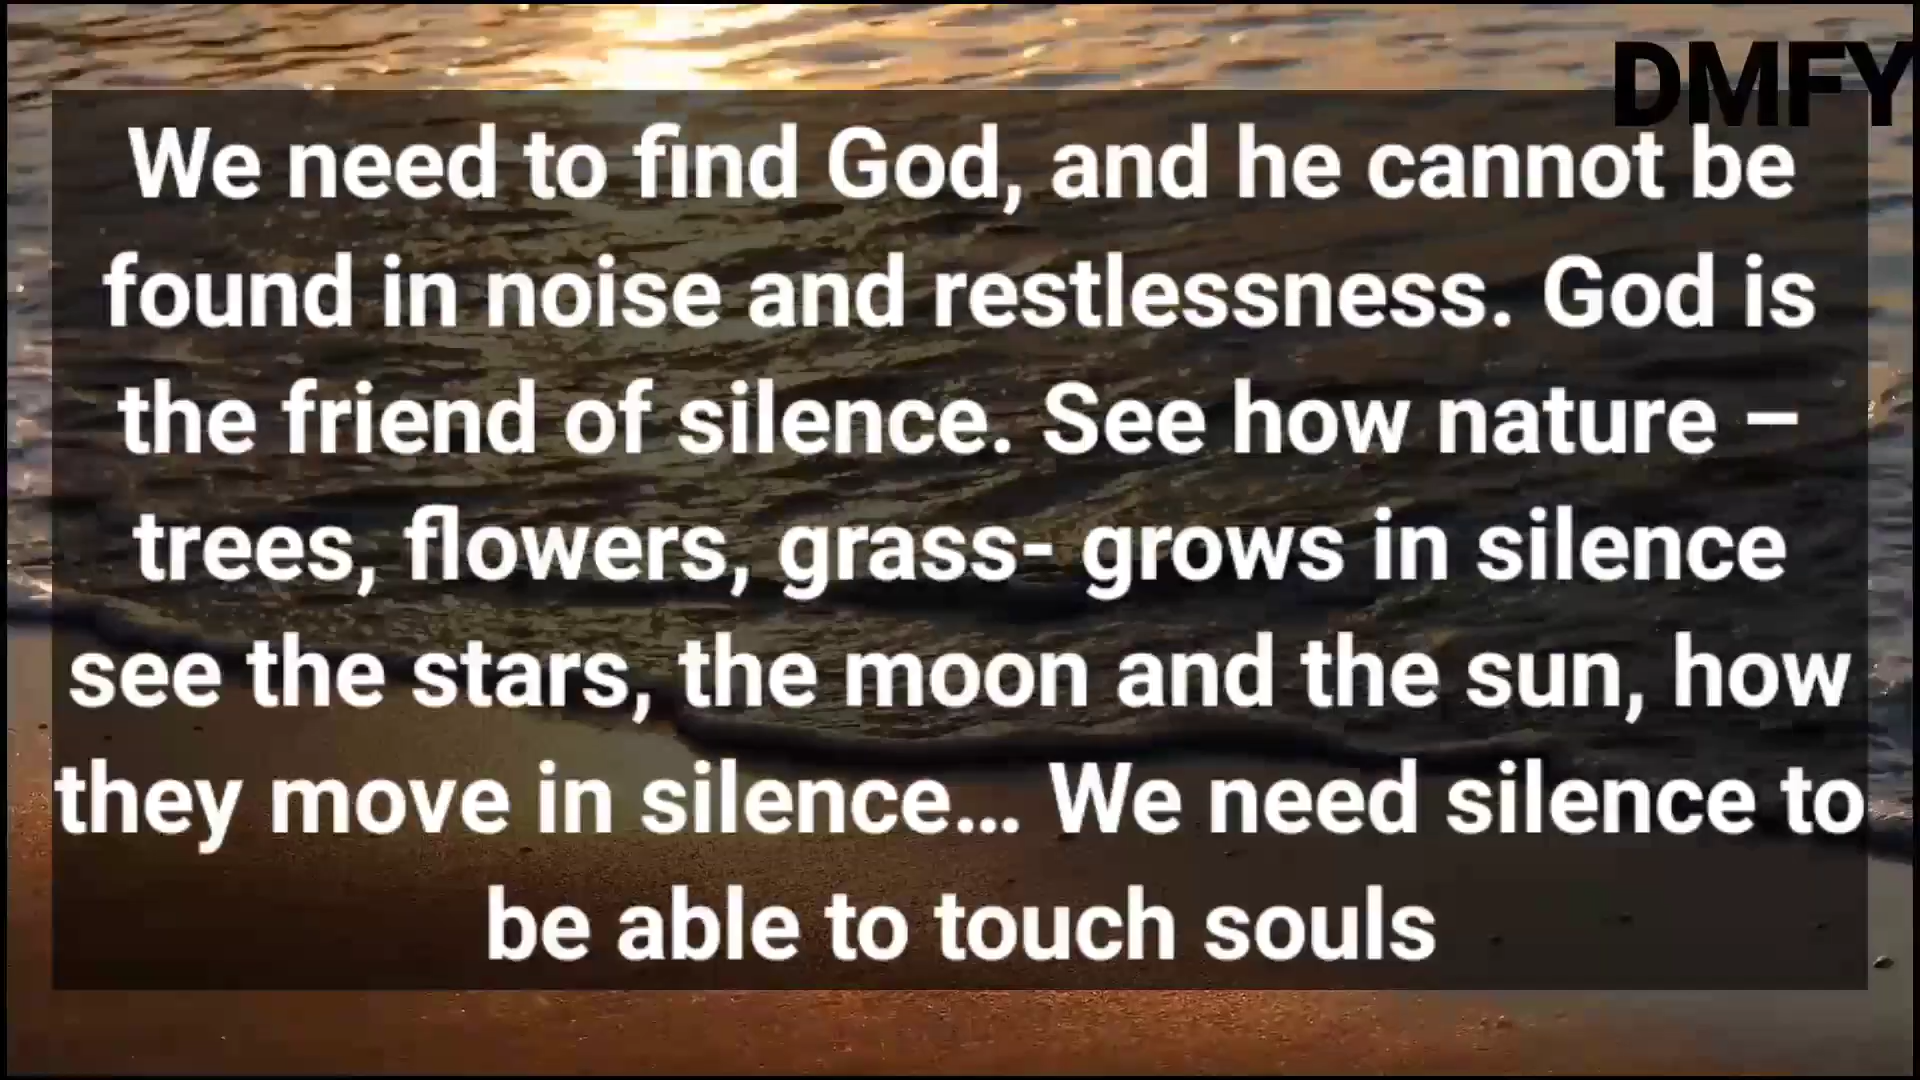 DMFY
We need to find God, and he cannot be
found in noise and restlessness. God is
the friend of silence. See how nature –
trees, flowers, grass- grows in silence
see the stars, the moon and the sun, how
they move in silence... We need silence to
be able to touch souls